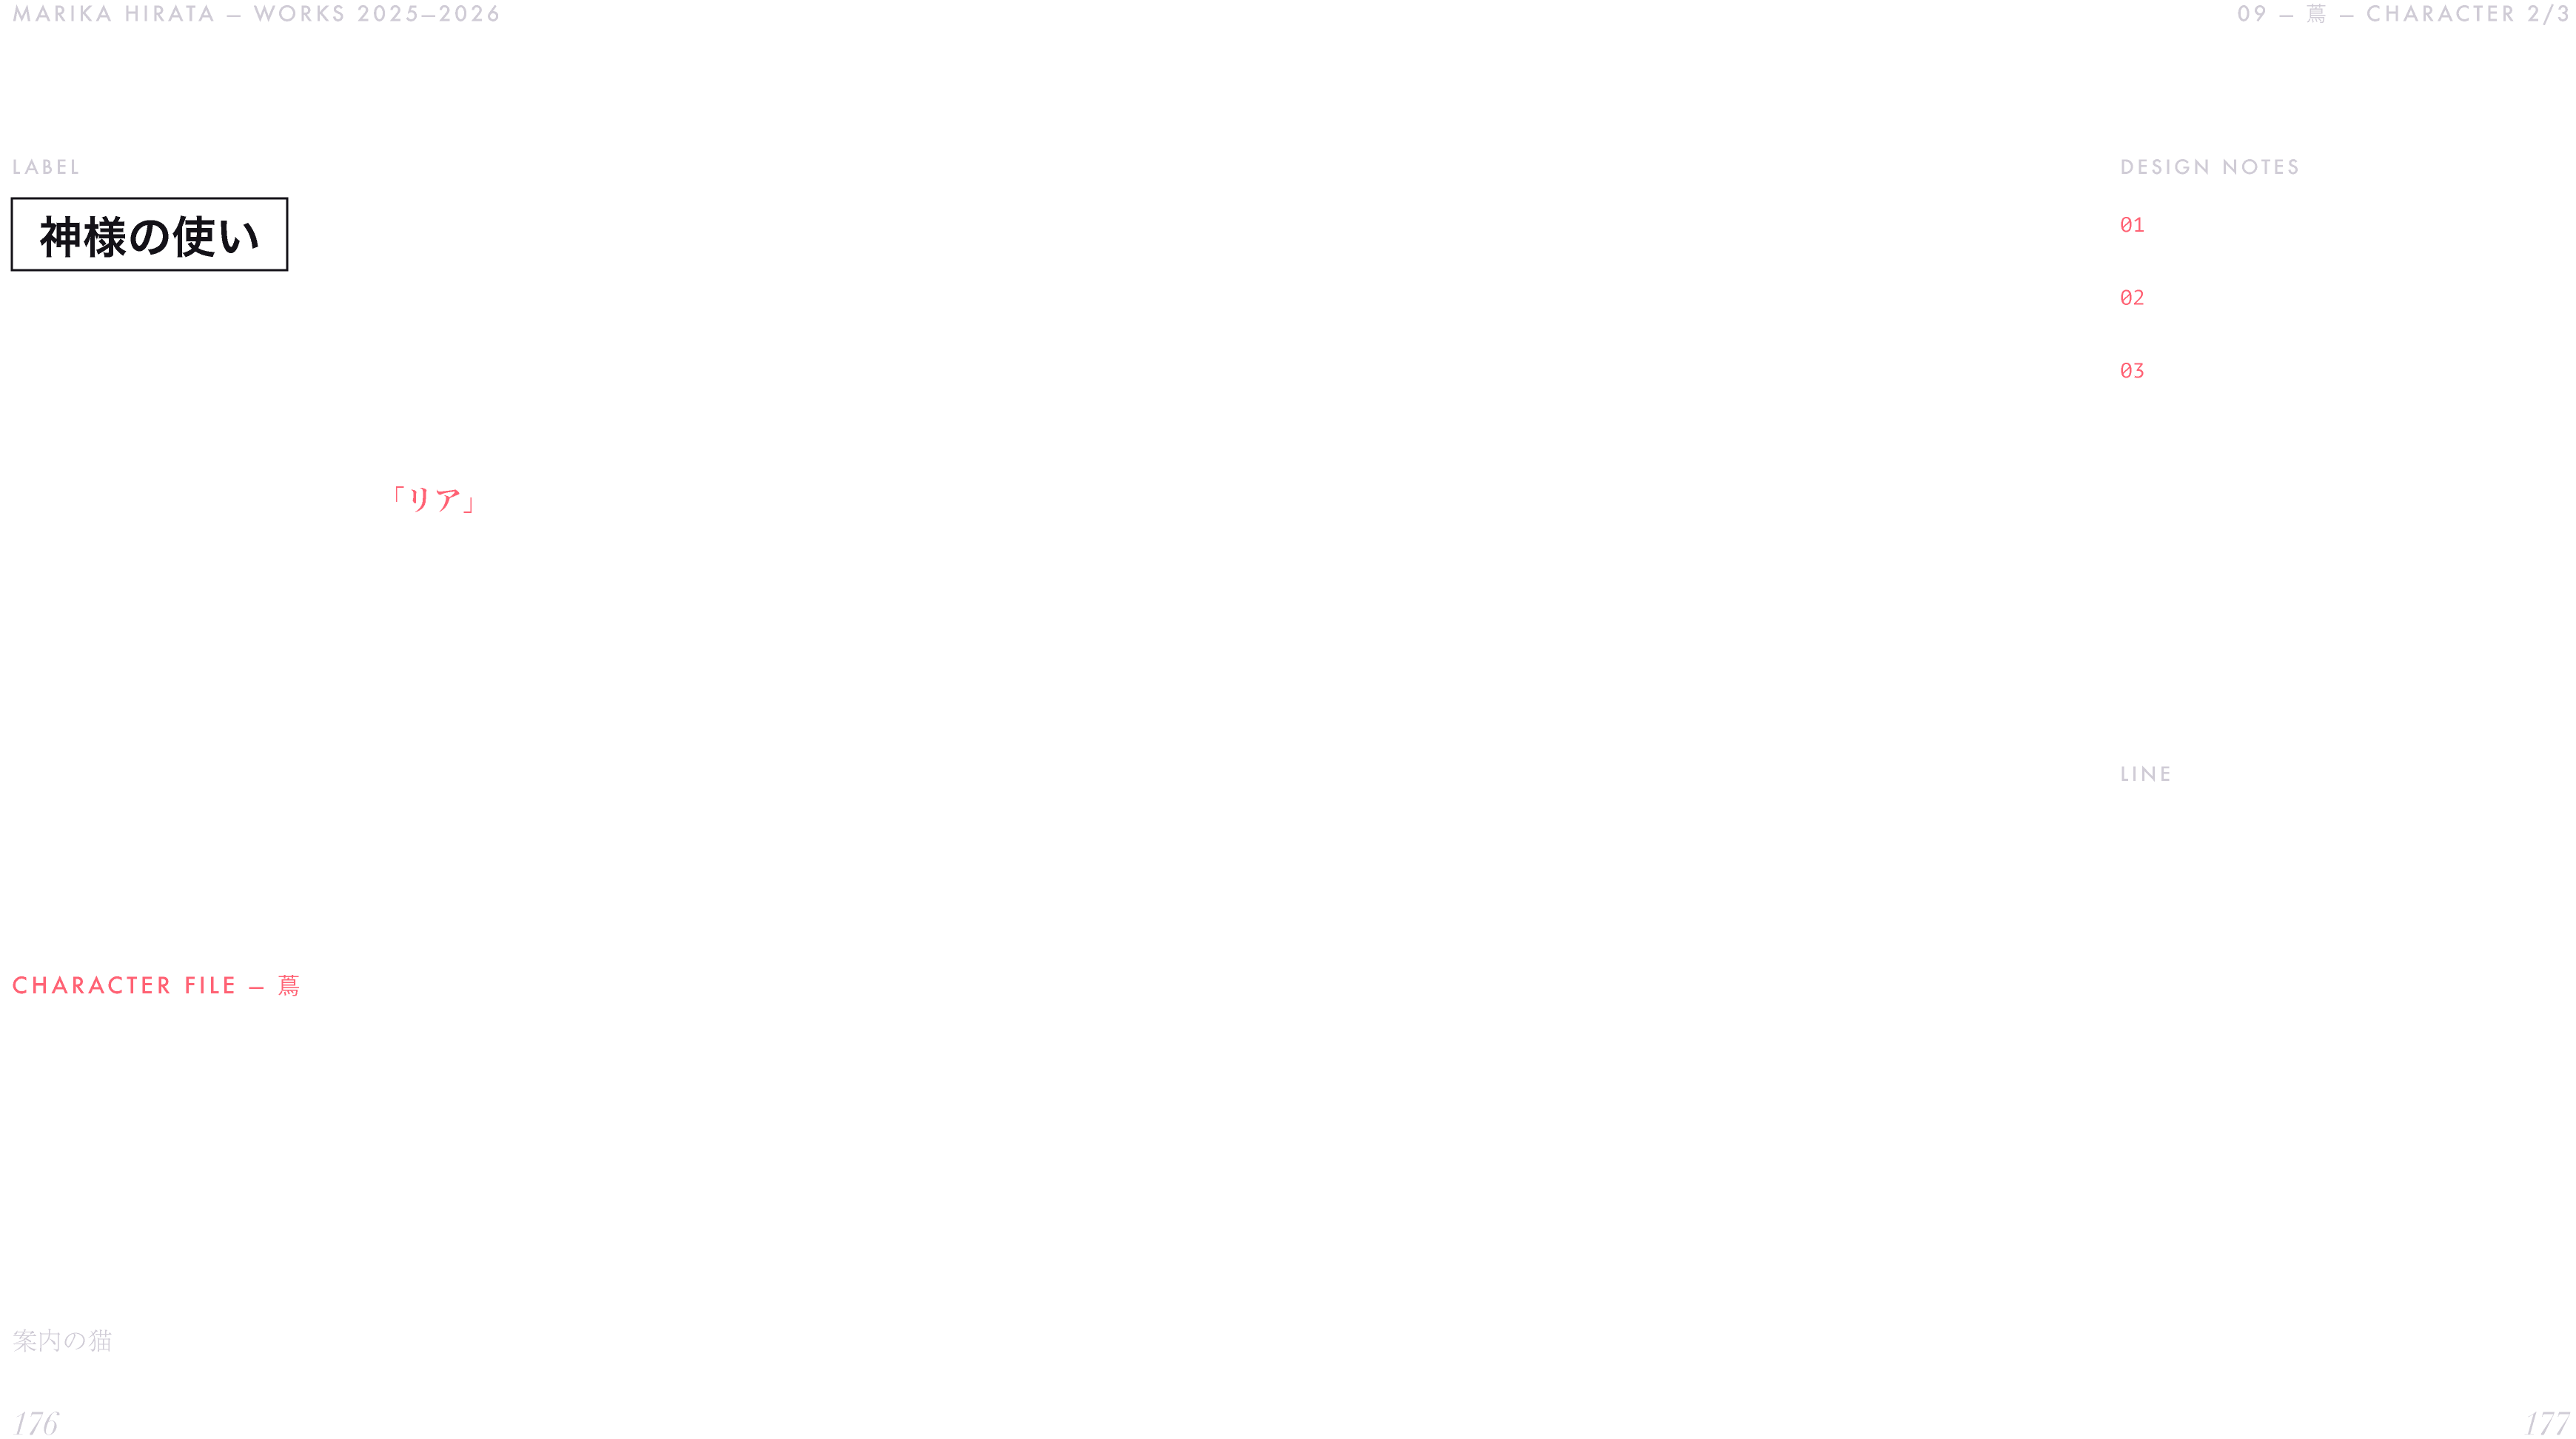 MARIKA HIRATA — WORKS 2025—2026
09 — 蔦 — CHARACTER 2/3
LABEL
神様の使い
「リア」
CHARACTER FILE — 蔦
案内の猫
176
DESIGN NOTES
01
02
03
LINE
177